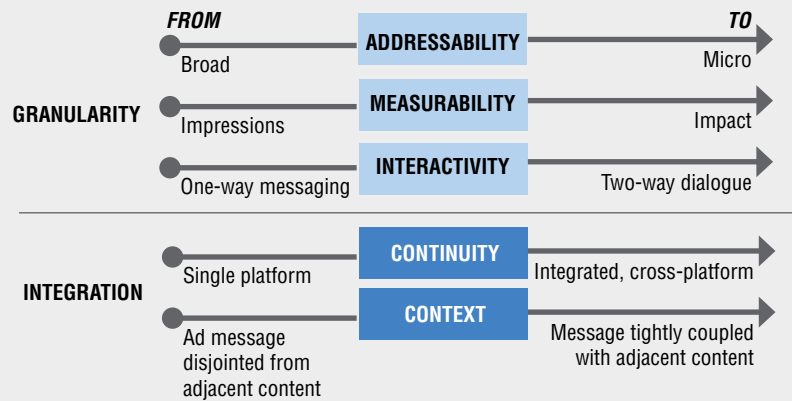 FROM
TO
ADDRESSABILITY
Broad
Micro
GRANULARITY
MEASURABILITY
Impressions
Impact
INTERACTIVITY
One-way messaging
Two-way dialogue
INTEGRATION
CONTINUITY
Single platform
Integrated, cross-platform
CONTEXT
Ad message
disjointed from
adjacent content
Message tightly coupled
with adjacent content